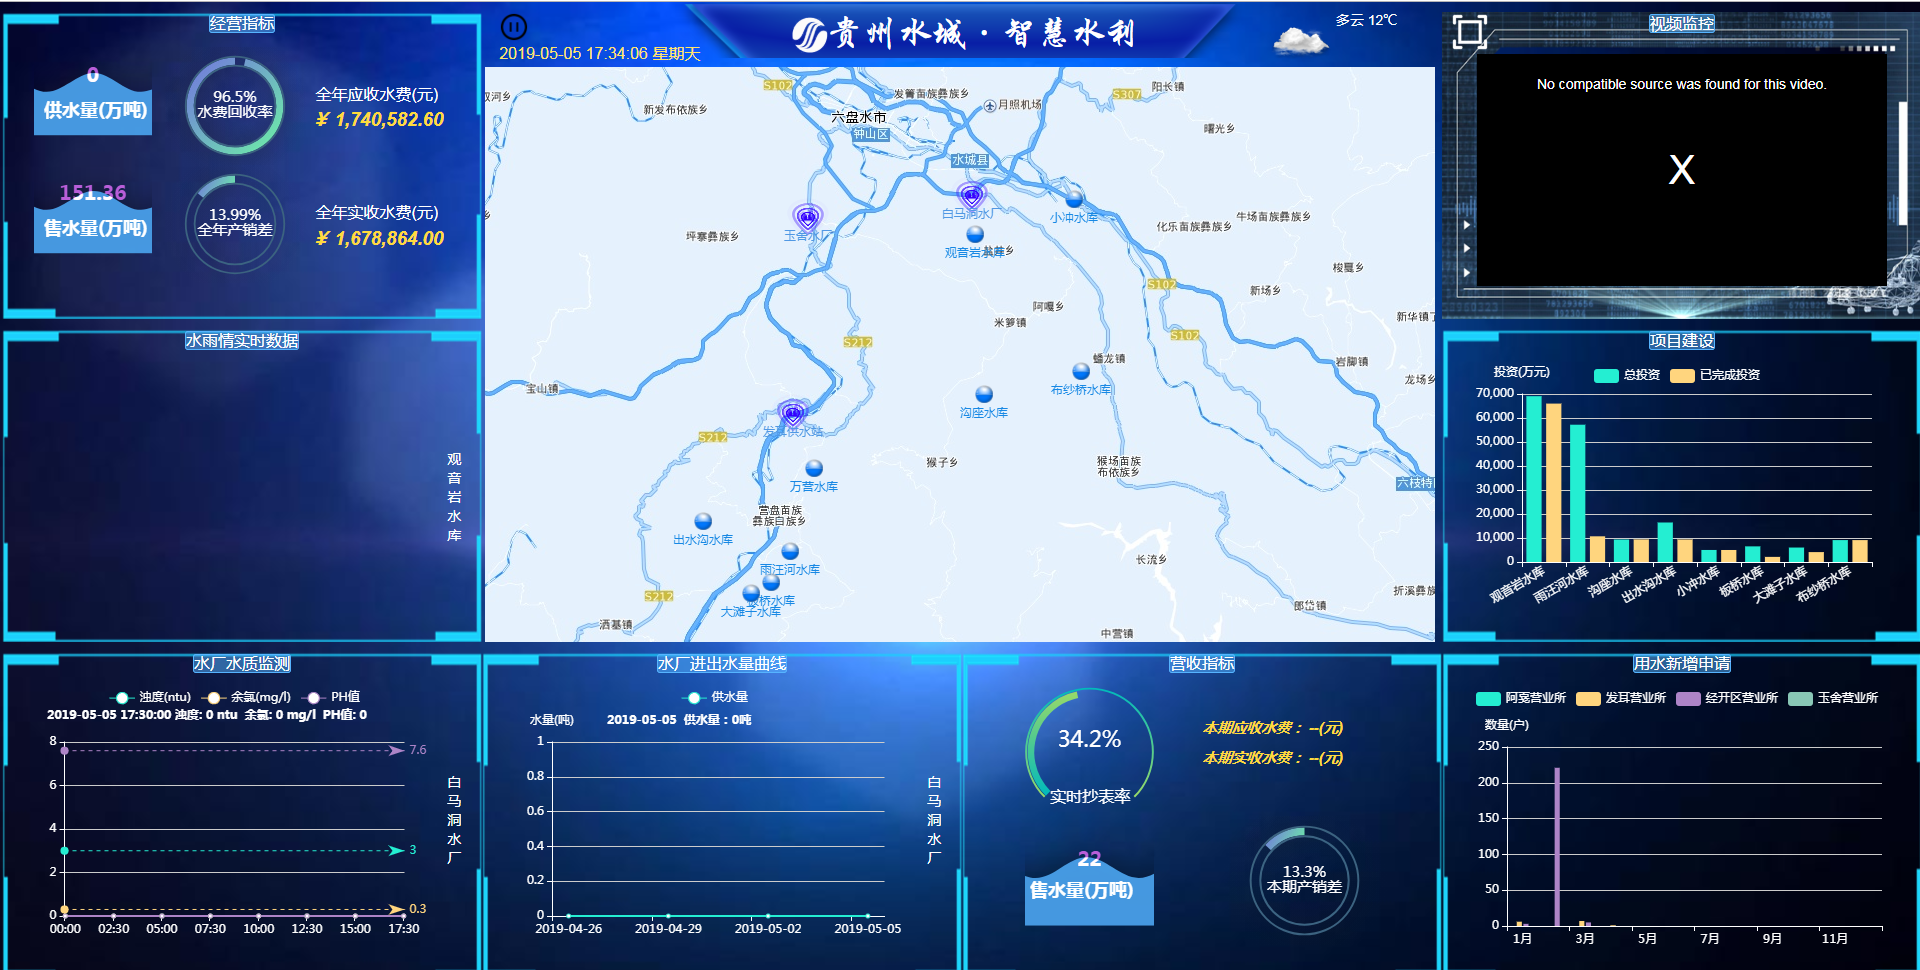 经营指标
0
供水量(万吨)
96.5%
水费回收率
全年应收水费(元)
￥ 1,740,582.60
151.36
售水量(万吨)
13.99%
全年产销差
全年实收水费(元)
￥ 1,678,864.00
水雨情实时数据
观音岩水库
2019-05-05 17:34:06 星期天
贵州水城·智慧水利
多云 12℃
S102
发箐苗族彝族乡
月照机场
S307
阳长镇
新发布依族乡
六盘水市
钟山区
曙光乡
水城县
白马洞水厂
小冲水库
玉舍水厂
坪寨彝族乡
观音岩水库
化乐苗族彝族乡
牛场苗族彝族乡
梭戛乡
S102
新场乡
阿嘎乡
米箩镇
新华镇
S212
S102
蟠龙镇
岩脚镇
宝山镇
布纱桥水库
龙场乡
沟座水库
发耳供水站
S212
猴子乡
猴场苗族
布依族乡
万营水库
六枝特区
营盘苗族
彝族白族乡
出水沟水库
雨汪河水库
长流乡
板桥水库
大滩子水库
S212
折溪彝族
郎岱镇
洒基镇
中营镇
视频监控
No compatible source was found for this video.
X
项目建设
投资(万元)
总投资
已完成投资
70,000
60,000
50,000
40,000
30,000
20,000
10,000
0
观音岩水库
雨汪河水库
沟座水库
出水沟水库
小冲水库
板桥水库
大滩子水库
布纱桥水库
水厂水质监测
浊度(ntu)
余氯(mg/l)
PH值
2019-05-05 17:30:00 浊度: 0 ntu 余氯: 0 mg/l PH值: 0
8
7.6
6
4
3
2
0.3
0
00:00
02:30
05:00
07:30
10:00
12:30
15:00
17:30
白马洞水厂
水厂进出水量曲线
供水量
水量(吨)
2019-05-05 供水量：0吨
1
0.8
0.6
0.4
0.2
0
2019-04-26
2019-04-29
2019-05-02
2019-05-05
白马洞水厂
营收指标
34.2%
实时抄表率
本期应收水费： --(元)
本期实收水费： --(元)
22
售水量(万吨)
13.3%
本期产销差
用水新增申请
阿戛营业所
发耳营业所
经开区营业所
玉舍营业所
数量(户)
250
200
150
100
50
0
1月
3月
5月
7月
9月
11月